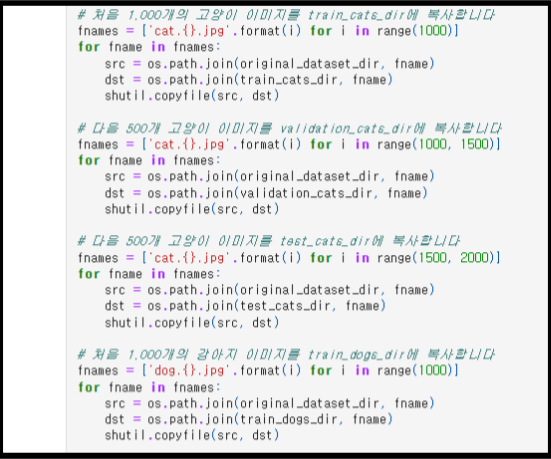 # 처음 1,000개의 고양이 이미지를 train_cats_dir에 복사합니다
fnames = ['cat.{}.jpg'.format(i) for i in range(1000)]
for fname in fnames:
    src = os.path.join(original_dataset_dir, fname)
    dst = os.path.join(train_cats_dir, fname)
    shutil.copyfile(src, dst)

# 다음 500개 고양이 이미지를 validation_cats_dir에 복사합니다
fnames = ['cat.{}.jpg'.format(i) for i in range(1000, 1500)]
for fname in fnames:
    src = os.path.join(original_dataset_dir, fname)
    dst = os.path.join(validation_cats_dir, fname)
    shutil.copyfile(src, dst)

# 다음 500개 고양이 이미지를 test_cats_dir에 복사합니다
fnames = ['cat.{}.jpg'.format(i) for i in range(1500, 2000)]
for fname in fnames:
    src = os.path.join(original_dataset_dir, fname)
    dst = os.path.join(test_cats_dir, fname)
    shutil.copyfile(src, dst)

# 처음 1,000개의 강아지 이미지를 train_dogs_dir에 복사합니다
fnames = ['dog.{}.jpg'.format(i) for i in range(1000)]
for fname in fnames:
    src = os.path.join(original_dataset_dir, fname)
    dst = os.path.join(train_dogs_dir, fname)
    shutil.copyfile(src, dst)